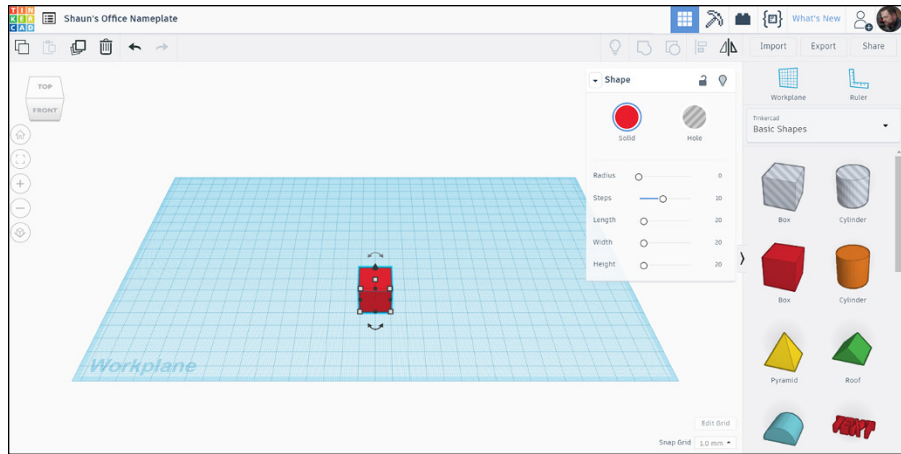 TIN
KER
CAD
Shaun's Office Nameplate
What's New
Import
Export
Share
TOP
FRONT
Shape
Solid
Hole
Radius
0
Steps
10
Length
20
Width
20
Height
20
Workplane
Ruler
Tinkercad
Basic Shapes
Box
Cylinder
Box
Cylinder
Pyramid
Roof
TEXT
Workplane
Edit Grid
Snap Grid
1.0 mm